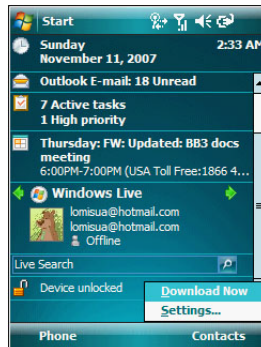 Start
Sunday 2:33 AM
November 11, 2007
Outlook E-mail: 18 Unread
7 Active tasks
1 High priority
Thursday: FW: Updated: BB3 docs
meeting
6:00PM-7:00PM (USA Toll Free:1866 4...
Windows Live
lomisua@hotmail.com
lomisua@hotmail.com
Offline
Live Search
Device unlocked
Download Now
Settings...
Phone Contacts